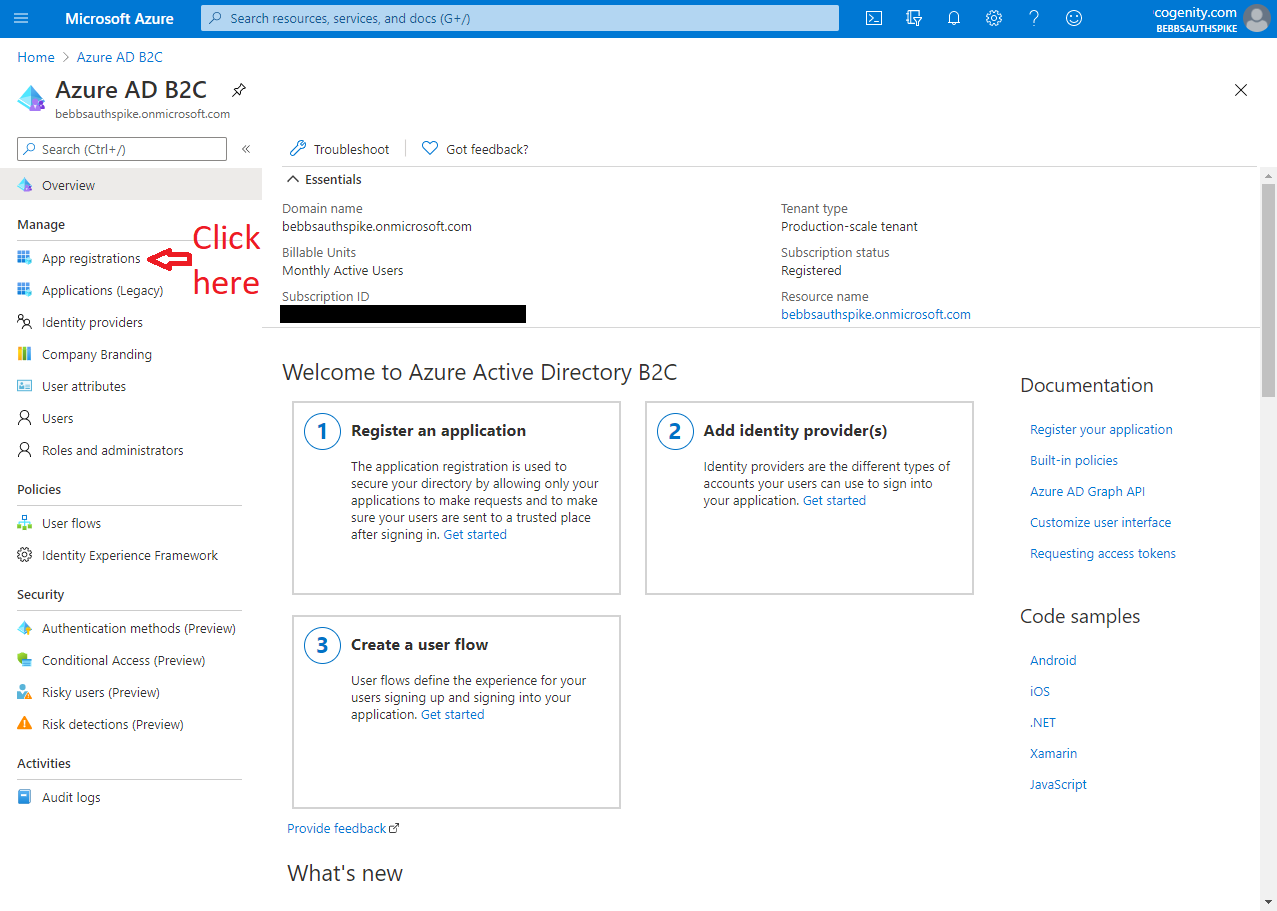 Microsoft Azure
Search resources, services, and docs (G+/)
cogenity.com
BEBBSAUTHSPIKE
Home > Azure AD B2C
Azure AD B2C
bebbsauthspike.onmicrosoft.com
Search (Ctrl+/)
«
Overview
Manage
App registrations
Applications (Legacy)
Identity providers
Company Branding
User attributes
Users
Roles and administrators
Policies
User flows
Identity Experience Framework
Security
Authentication methods (Preview)
Conditional Access (Preview)
Risky users (Preview)
Risk detections (Preview)
Activities
Audit logs
Click
here
Troubleshoot
Got feedback?
Essentials
Domain name
bebbsauthspike.onmicrosoft.com
Billable Units
Monthly Active Users
Subscription ID
Tenant type
Production-scale tenant
Subscription status
Registered
Resource name
bebbsauthspike.onmicrosoft.com
Welcome to Azure Active Directory B2C
1
Register an application
The application registration is used to
secure your directory by allowing only your
applications to make requests and to make
sure your users are sent to a trusted place
after signing in. Get started
2
Add identity provider(s)
Identity providers are the different types of
accounts your users can use to sign into
your application. Get started
3
Create a user flow
User flows define the experience for your
users signing up and signing into your
application. Get started
Provide feedback
What's new
Documentation
Register your application
Built-in policies
Azure AD Graph API
Customize user interface
Requesting access tokens
Code samples
Android
iOS
.NET
Xamarin
JavaScript